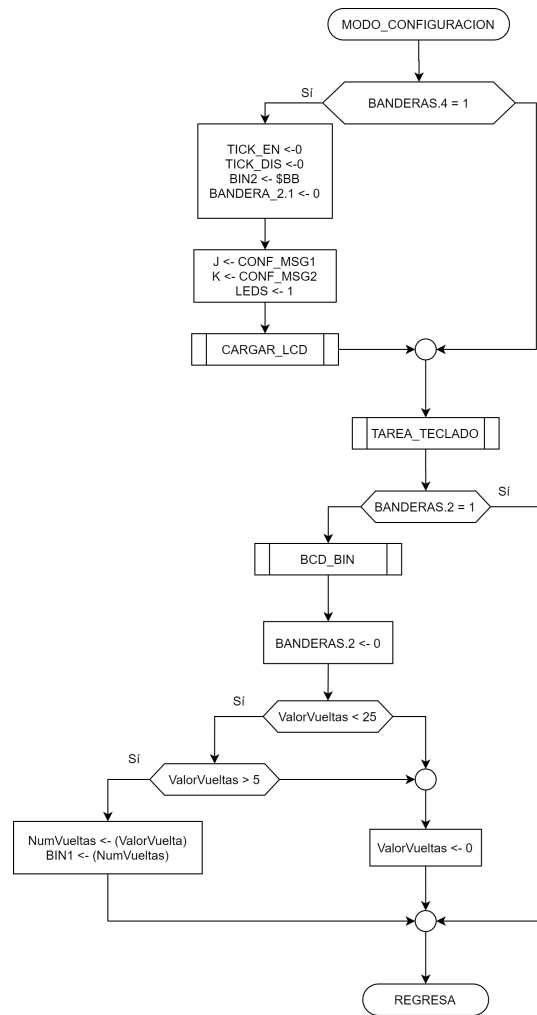 MODO_CONFIGURACION
Sí
BANDERAS.4 = 1
TICK_EN <-0
TICK_DIS <-0
BIN2 <- $BB
BANDERA_2.1 <- 0
J <- CONF_MSG1
K <- CONF_MSG2
LEDS <- 1
CARGAR_LCD
TAREA_TECLADO
Sí
BANDERAS.2 = 1
BCD_BIN
BANDERAS.2 <- 0
Sí
ValorVueltas < 25
Sí
ValorVueltas > 5
NumVueltas <- (ValorVuelta)
BIN1 <- (NumVueltas)
ValorVueltas <- 0
REGRESA